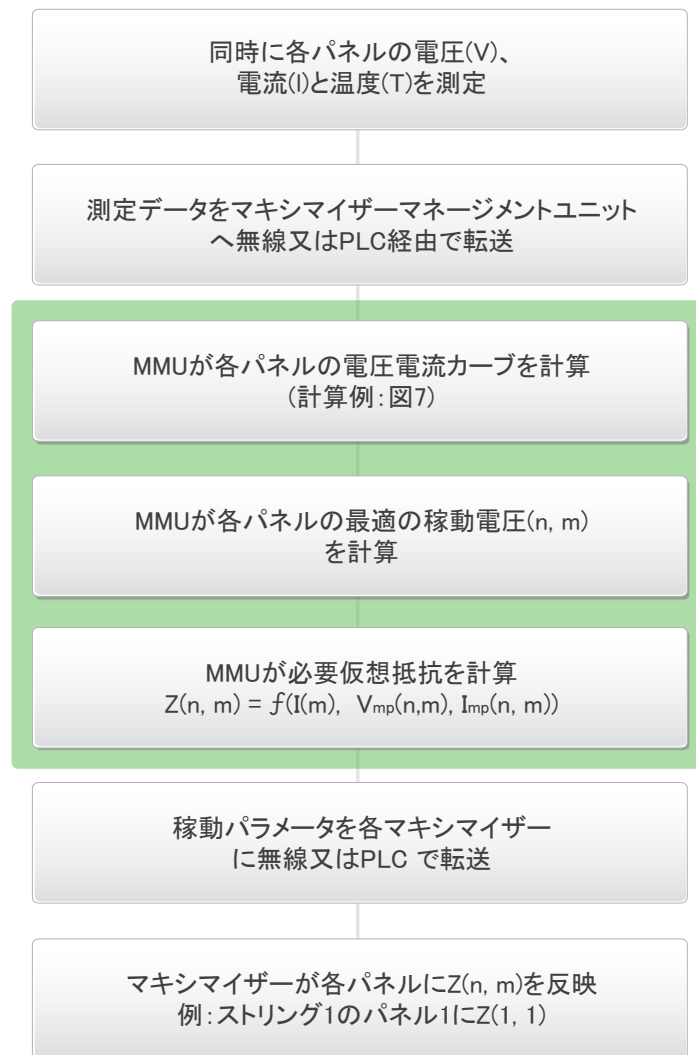 同時に各パネルの電圧(V)、
電流(I)と温度(T)を測定
測定データをマキシマイザーマネージメントユニット
へ無線又はPLC経由で転送
MMUが各パネルの電圧電流カーブを計算
(計算例:図7)
MMUが各パネルの最適の稼動電圧(n, m)
を計算
MMUが必要仮想抵抗を計算
Z(n, m) = ƒ(I(m), Vmp(n,m), Imp(n, m))
稼動パラメータを各マキシマイザー
に無線又はPLC で転送
マキシマイザーが各パネルにZ(n, m)を反映
例:ストリング1のパネル1にZ(1, 1)